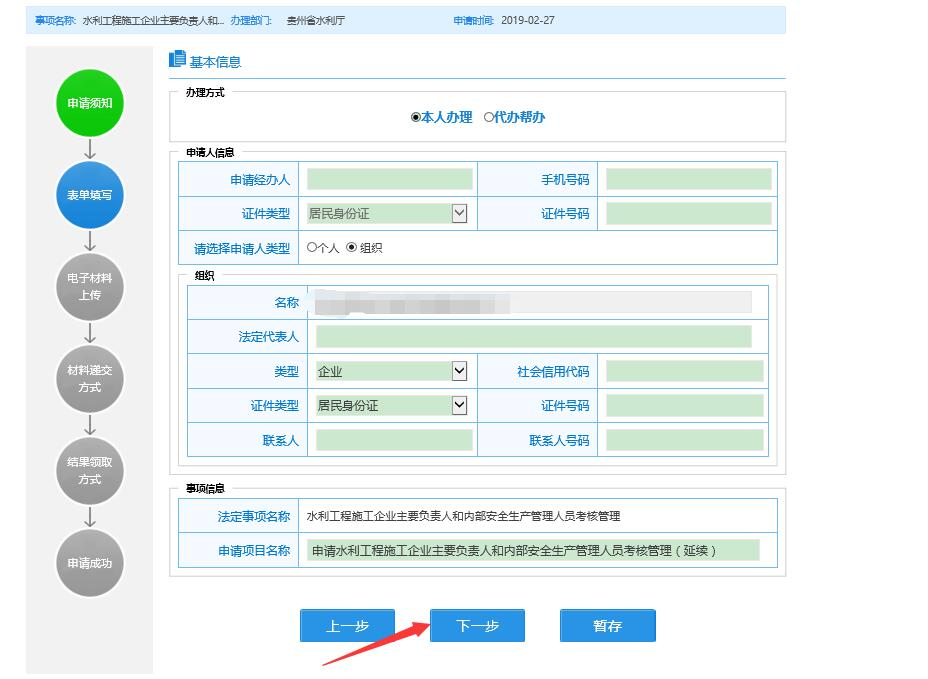 事项名称: 水利工程施工企业主要负责人和... 办理部门: 贵州省水利厅 申请时间: 2019-02-27
申请须知
表单填写
电子材料
上传
材料递交
方式
结果领取
方式
申请成功
基本信息
办理方式
本人办理 代办帮办
申请人信息
申请经办人 手机号码
证件类型 居民身份证 证件号码
请选择申请人类型 个人 组织
组织
名称
法定代表人
类型 企业 社会信用代码
证件类型 居民身份证 证件号码
联系人 联系人号码
事项信息
法定事项名称 水利工程施工企业主要负责人和内部安全生产管理人员考核管理
申请项目名称 申请水利工程施工企业主要负责人和内部安全生产管理人员考核管理(延续)
上一步 下一步 暂存